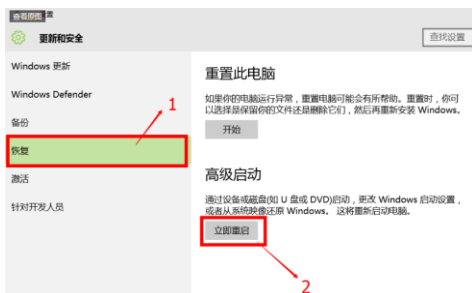 查看原图 置
更新和安全
查找设置
Windows 更新
Windows Defender
备份
恢复
激活
针对开发人员
1
重置此电脑
如果你的电脑运行异常，重置电脑可能会有所帮助。重置时，你可
以选择是保留你的文件还是删除它们，然后再重新安装 Windows。
开始
高级启动
通过设备或磁盘(如 U 盘或 DVD)启动，更改 Windows 启动设置，
或者从系统映像还原 Windows。 这将重新启动电脑。
立即重启
2